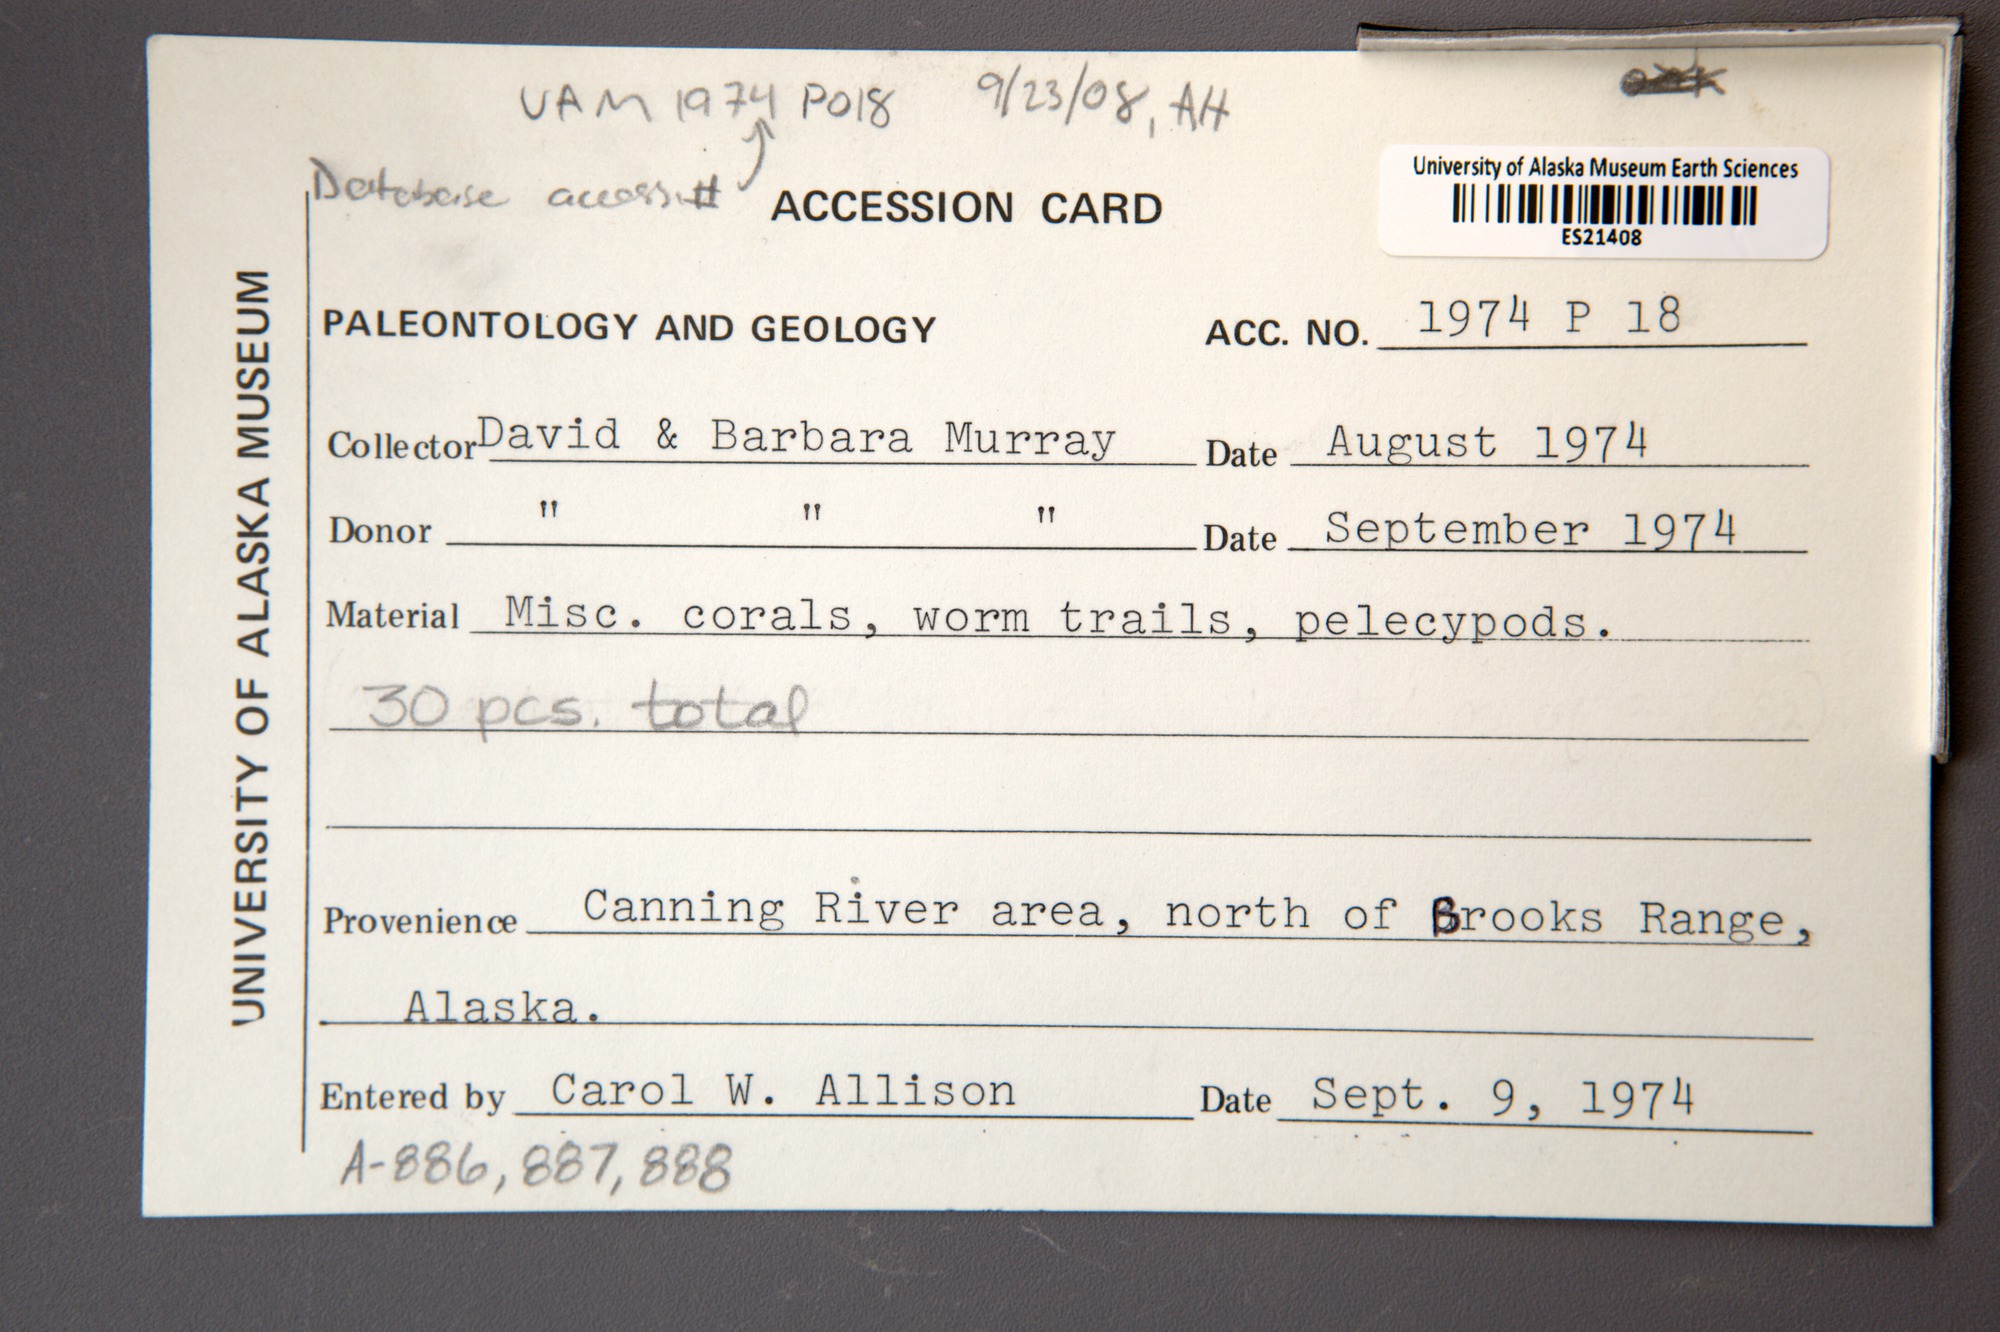 UAM 1974 P018 9/23/08, AH
Database access.#
ACCESSION CARD
University of Alaska Museum Earth Sciences
ES21408
UNIVERSITY OF ALASKA MUSEUM
PALEONTOLOGY AND GEOLOGY ACC. NO. 1974 P 18
Collector David & Barbara Murray Date August 1974
Donor " " " Date September 1974
Material Misc. corals, worm trails, pelecypods.
30 pcs. total
Provenience Canning River area, north of Brooks Range,
Alaska.
Entered by Carol W. Allison Date Sept. 9, 1974
A-886, 887, 888